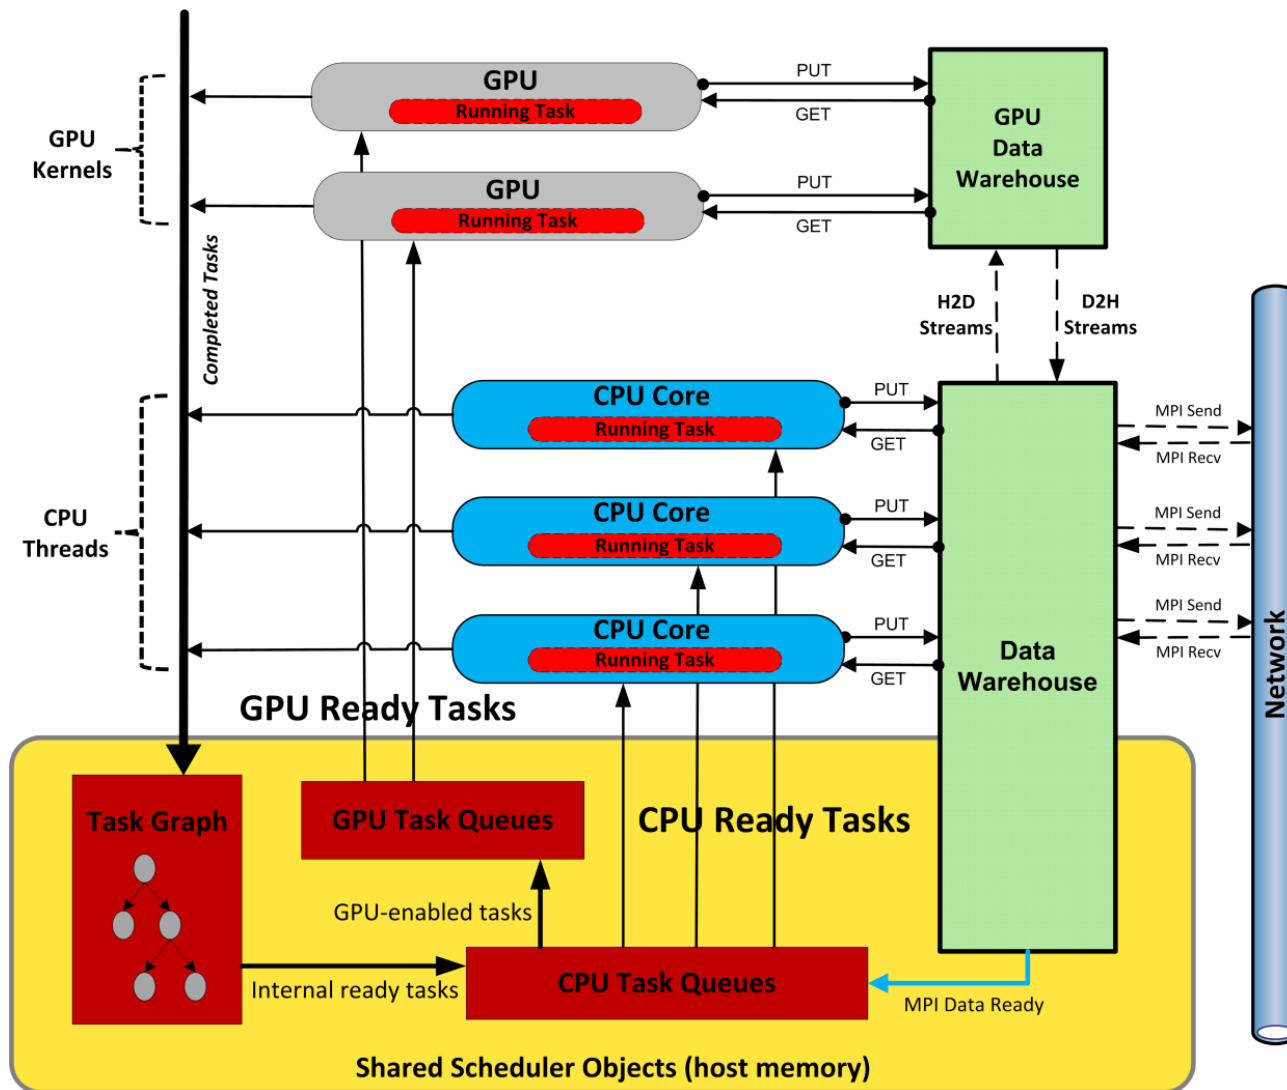 GPU
Running Task
PUT
GET
GPU
Data
Warehouse
GPU
Kernels
GPU
Running Task
PUT
GET
Completed Tasks
H2D
Streams
D2H
Streams
CPU Core
Running Task
PUT
GET
MPI Send
MPI Recv
CPU
Threads
CPU Core
Running Task
PUT
GET
MPI Send
MPI Recv
CPU Core
Running Task
PUT
GET
MPI Send
MPI Recv
Data
Warehouse
Network
GPU Ready Tasks
Task Graph
GPU Task Queues
CPU Ready Tasks
GPU-enabled tasks
Internal ready tasks
CPU Task Queues
MPI Data Ready
Shared Scheduler Objects (host memory)